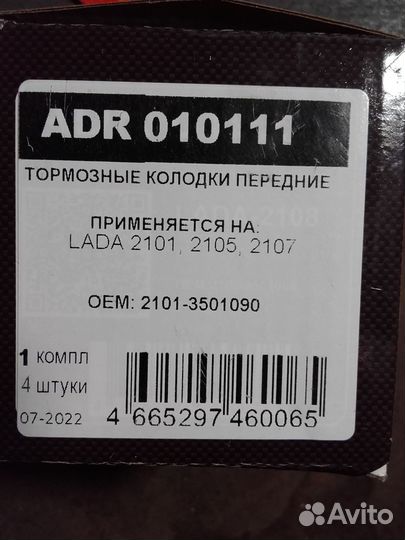 ADR 010111
ТОРМОЗНЫЕ КОЛОДКИ ПЕРЕДНИЕ
ПРИМЕНЯЕТСЯ НА:
LADA 2101, 2105, 2107
OEM: 2101-3501090
1 КОМПЛ
4 ШТУКИ
07-2022
4 665297 460065
Avito